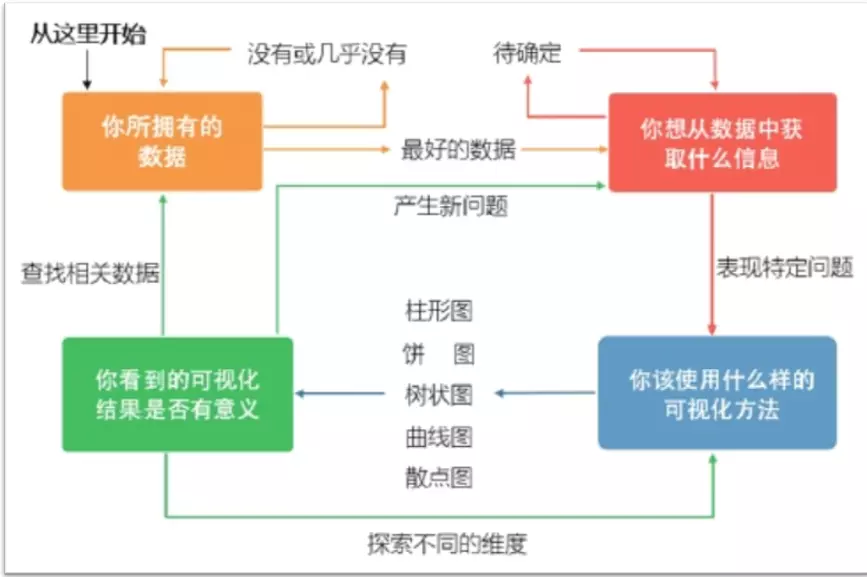 从这里开始
没有或几乎没有
待确定
你所拥有的
数据
最好的数据
你想从数据中获
取什么信息
产生新问题
查找相关数据
表现特定问题
柱形图
饼 图
树状图
曲线图
散点图
你看到的可视化
结果是否有意义
你该使用什么样的
可视化方法
探索不同的维度